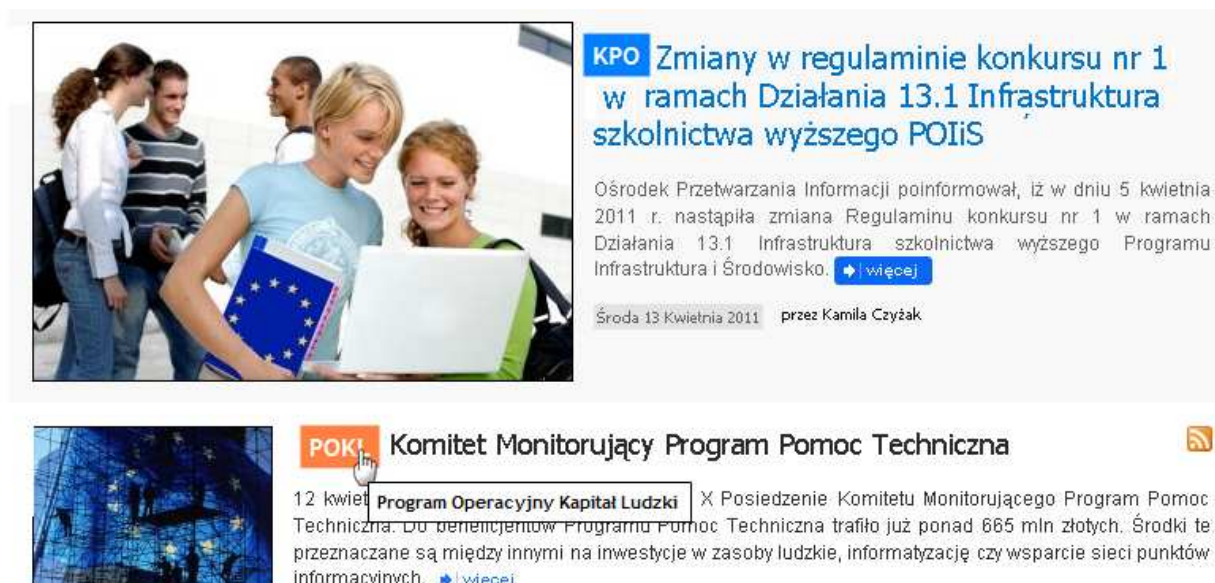 KPO Zmiany w regulaminie konkursu nr 1
w ramach Działania 13.1 Infrastruktura
szkolnictwa wyższego POIiS
Ośrodek Przetwarzania Informacji poinformował, iż w dniu 5 kwietnia
2011 r. nastąpiła zmiana Regulaminu konkursu nr 1 w ramach
Działania 13.1 Infrastruktura szkolnictwa wyższego Programu
Infrastruktura i Środowisko. więcej
Środa 13 Kwietnia 2011 przez Kamila Czyżak
POKL Komitet Monitorujący Program Pomoc Techniczna
Program Operacyjny Kapitał Ludzki
12 X Posiedzenie Komitetu Monitorującego Program Pomoc
Techniczna. Do beneficjentów Programu Pomoc Techniczna trafiło już ponad 665 mln złotych. Środki te
przeznaczane są między innymi na inwestycje w zasoby ludzkie, informatyzację czy wsparcie sieci punktów
informacyjnych. więcej